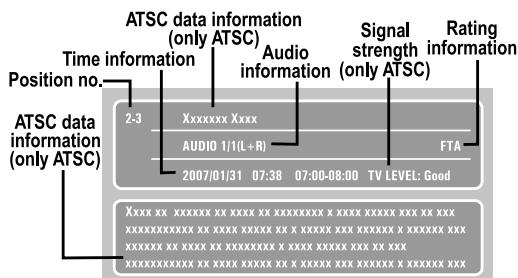 ATSC data information
(only ATSC)
Signal
strength
(only ATSC)
Rating
information
Time information
Audio
information
Position no.
ATSC data
information
(only ATSC)
2-3 Xxxxxxx Xxxx
AUDIO 1/1(L+R) FTA
2007/01/31 07:38 07:00-08:00 TV LEVEL: Good
Xxxx xx xxxxxx xx xxxx xx xxxxxxxx x xxxx xxxxx xxx xx xxx
xxxxxxxxxxx xx xxxx xxxxx xx x xxxxx xxx xxxxxx x xxxxxx xxx
xxxxxx xx xxxx xx xxxxxxxx x xxxx xxxxx xxx xx xxx
xxxxxxxxxxx xx xxxx xxxxx xx x xxxxx xxx xxxxxx x xxxxxx xxx